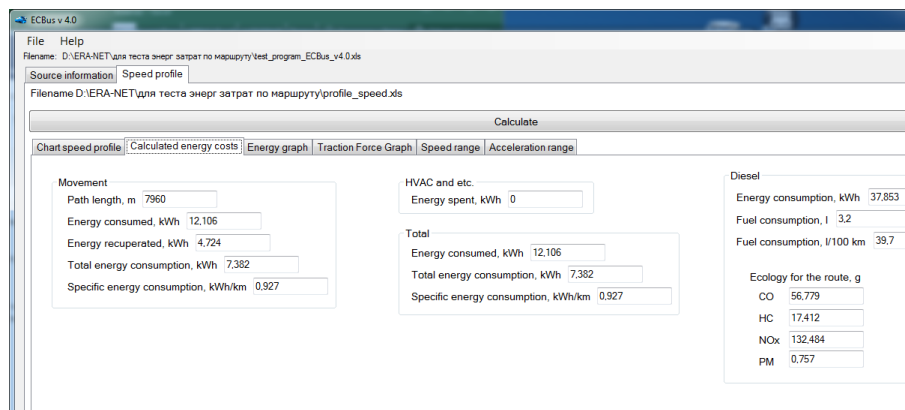 ECBus v 4.0
File Help
Filename: D:\ERA-NET\для теста энерг затрат по маршруту\test_program_ECBus_v4.0.xls
Source information Speed profile
Filename D:\ERA-NET\для теста энерг затрат по маршруту\profile_speed.xls
Calculate
Chart speed profile Calculated energy costs Energy graph Traction Force Graph Speed range Acceleration range
Movement
Path length, m 7960
Energy consumed, kWh 12,106
Energy recuperated, kWh 4,724
Total energy consumption, kWh 7,382
Specific energy consumption, kWh/km 0,927
HVAC and etc.
Energy spent, kWh 0
Total
Energy consumed, kWh 12,106
Total energy consumption, kWh 7,382
Specific energy consumption, kWh/km 0,927
Diesel
Energy consumption, kWh 37,853
Fuel consumption, l 3,2
Fuel consumption, l/100 km 39,7
Ecology for the route, g
CO 56,779
HC 17,412
NOx 132,484
PM 0,757